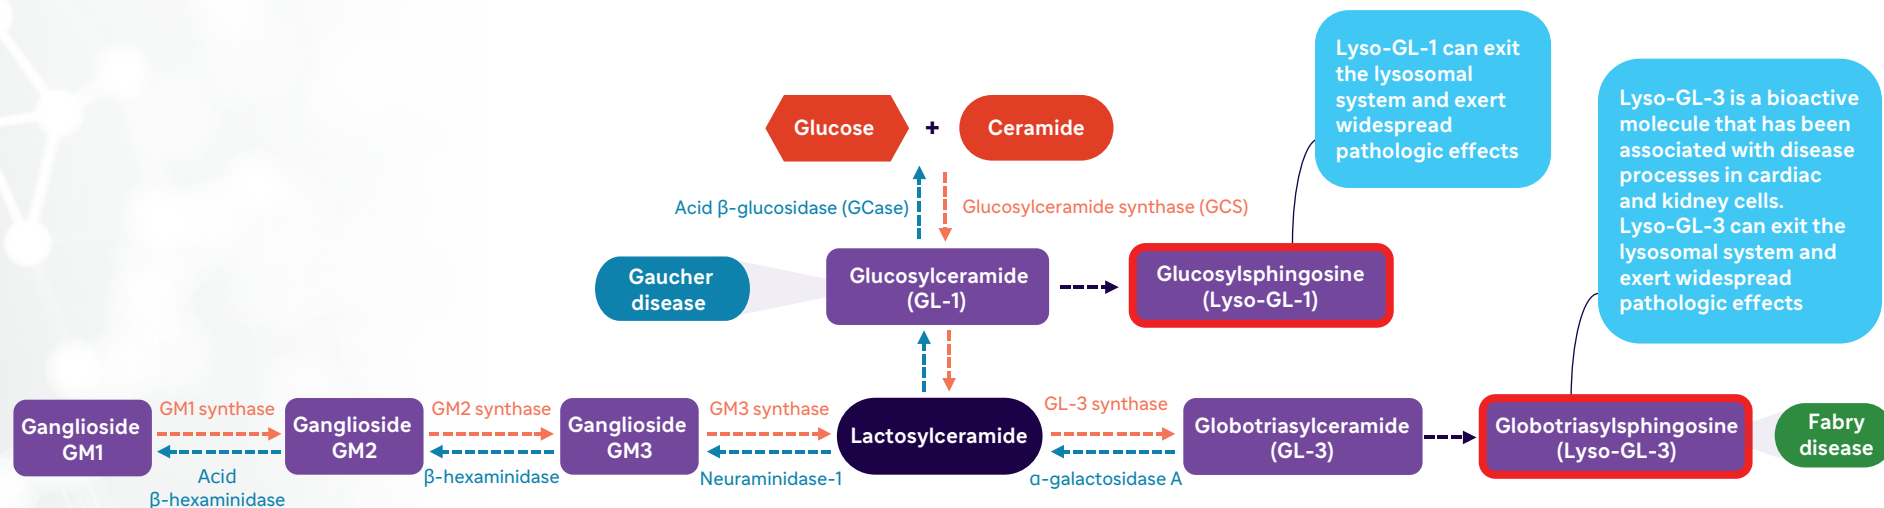 Lyso-GL-1 can exit
the lysosomal
system and exert
widespread
pathologic effects
Lyso-GL-3 is a bioactive
molecule that has been
associated with disease
processes in cardiac
and kidney cells.
Lyso-GL-3 can exit the
lysosomal system and
exert widespread
pathologic effects
Glucose
+
Ceramide
Acid β-glucosidase (GCase)
Glucosylceramide synthase (GCS)
Gaucher
disease
Glucosylceramide
(GL-1)
Glucosylsphingosine
(Lyso-GL-1)
Ganglioside
GM1
GM1 synthase
Acid
β-hexaminidase
Ganglioside
GM2
GM2 synthase
β-hexaminidase
Ganglioside
GM3
GM3 synthase
Neuraminidase-1
Lactosylceramide
GL-3 synthase
α-galactosidase A
Globotriasylceramide
(GL-3)
Globotriasylsphingosine
(Lyso-GL-3)
Fabry
disease